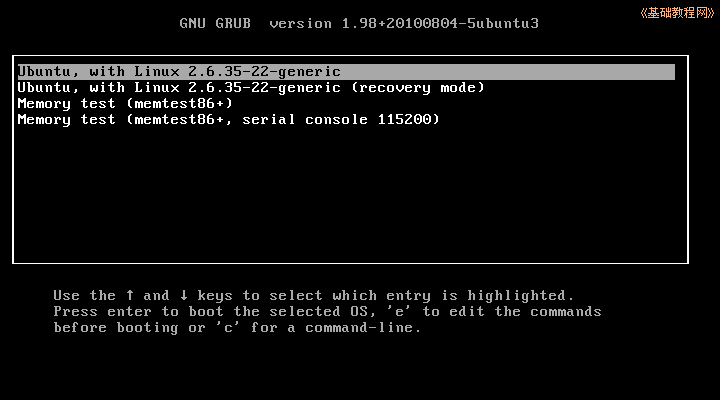 《基础教程网》
GNU GRUB  version 1.98+20100804-5ubuntu3
Ubuntu, with Linux 2.6.35-22-generic
Ubuntu, with Linux 2.6.35-22-generic (recovery mode)
Memory test (memtest86+)
Memory test (memtest86+, serial console 115200)
Use the ↑ and ↓ keys to select which entry is highlighted.
Press enter to boot the selected OS, 'e' to edit the commands
before booting or 'c' for a command-line.